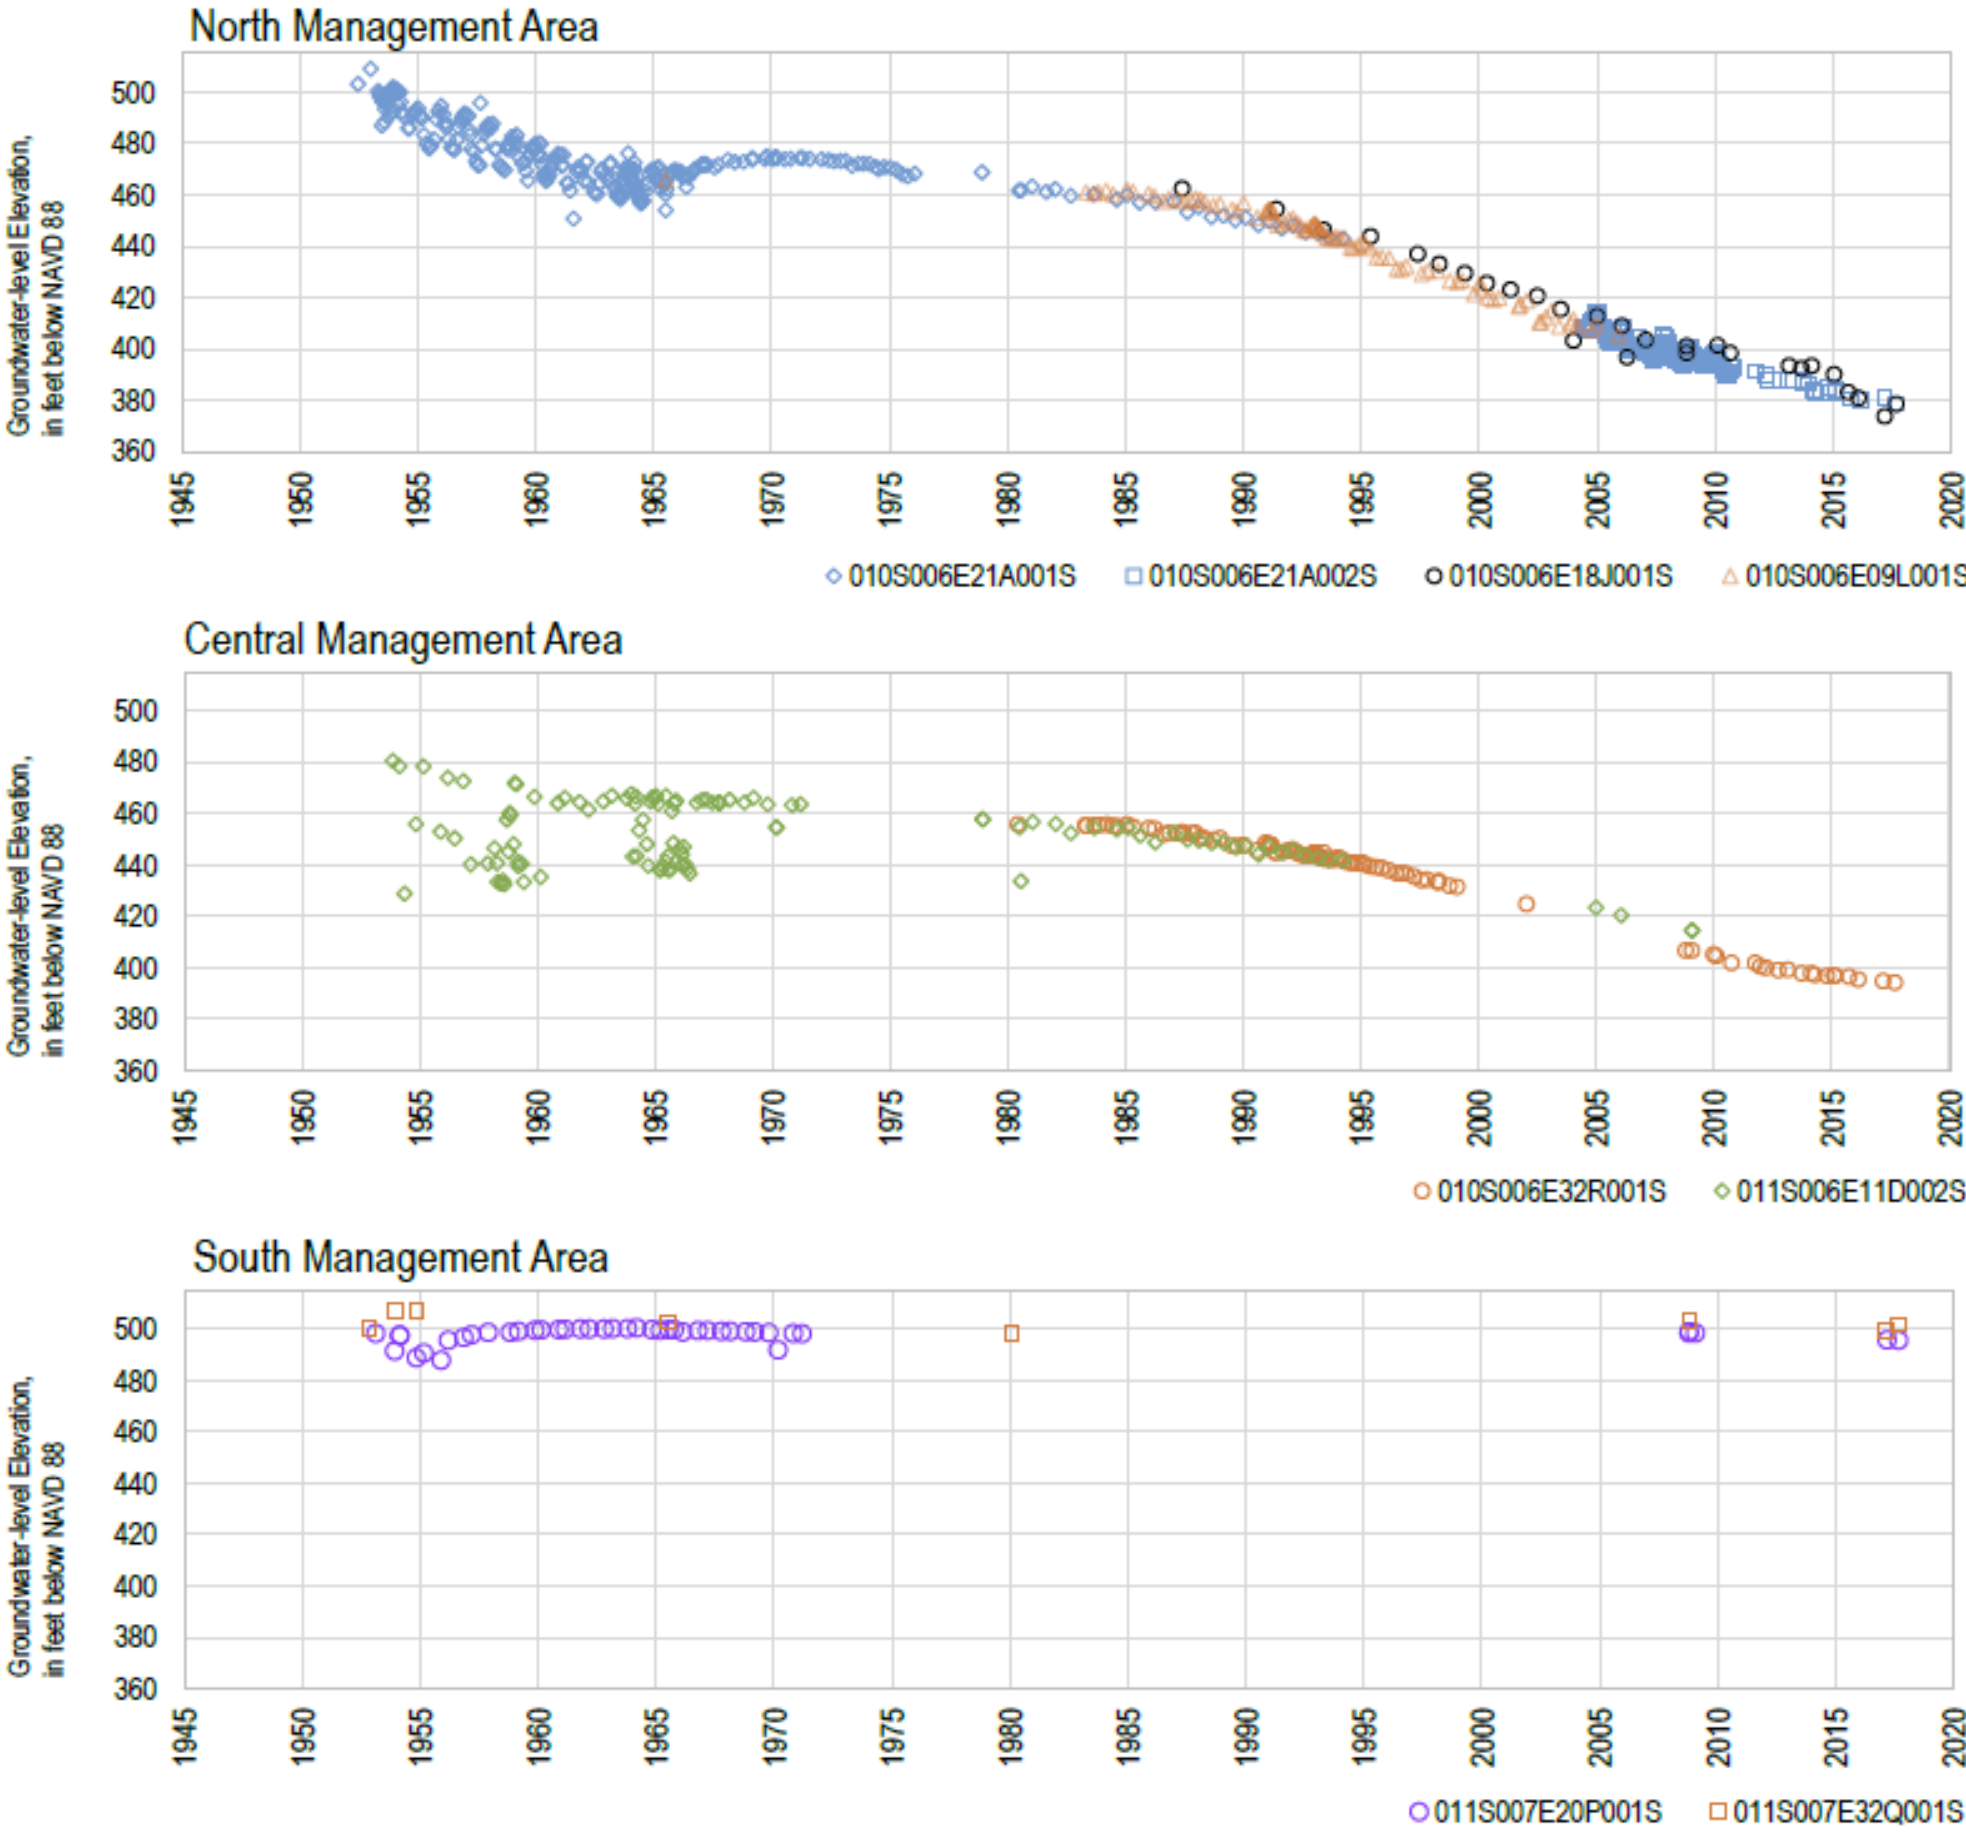 North Management Area
Groundwater-level Elevation,
in feet below NAVD 88
500
480
460
440
420
400
380
360
1945 1950 1955 1960 1965 1970 1975 1980 1985 1990 1995 2000 2005 2010 2015 2020
010S006E21A001S 010S006E21A002S 010S006E18J001S 010S006E09L001S
Central Management Area
Groundwater-level Elevation,
in feet below NAVD 88
500
480
460
440
420
400
380
360
1945 1950 1955 1960 1965 1970 1975 1980 1985 1990 1995 2000 2005 2010 2015 2020
010S006E32R001S 011S006E11D002S
South Management Area
Groundwater-level Elevation,
in feet below NAVD 88
500
480
460
440
420
400
380
360
1945 1950 1955 1960 1965 1970 1975 1980 1985 1990 1995 2000 2005 2010 2015 2020
011S007E20P001S 011S007E32Q001S